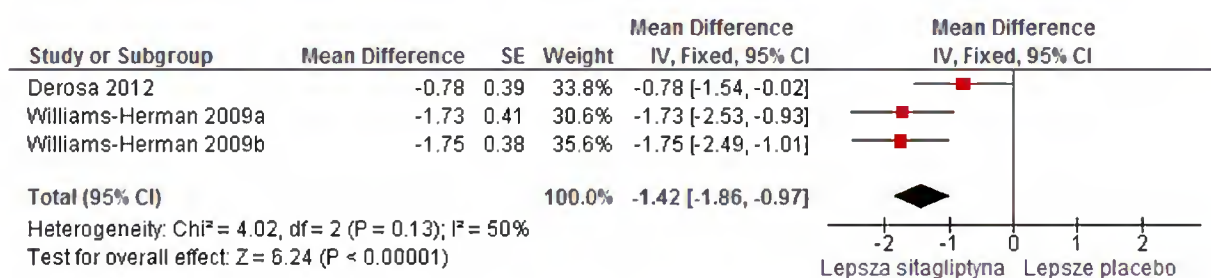 Mean Difference Mean Difference
Study or Subgroup Mean Difference SE Weight IV, Fixed, 95% CI IV, Fixed, 95% CI
Derosa 2012 -0.78 0.39 33.8% -0.78 [-1.54, -0.02]
Williams-Herman 2009a -1.73 0.41 30.6% -1.73 [-2.53, -0.93]
Williams-Herman 2009b -1.75 0.38 35.6% -1.75 [-2.49, -1.01]
Total (95% CI) 100.0% -1.42 [-1.86, -0.97]
Heterogeneity: Chi² = 4.02, df = 2 (P = 0.13); I² = 50%
Test for overall effect: Z = 6.24 (P < 0.00001)
-2 -1 0 1 2
Lepsza sitagliptyna Lepsze placebo